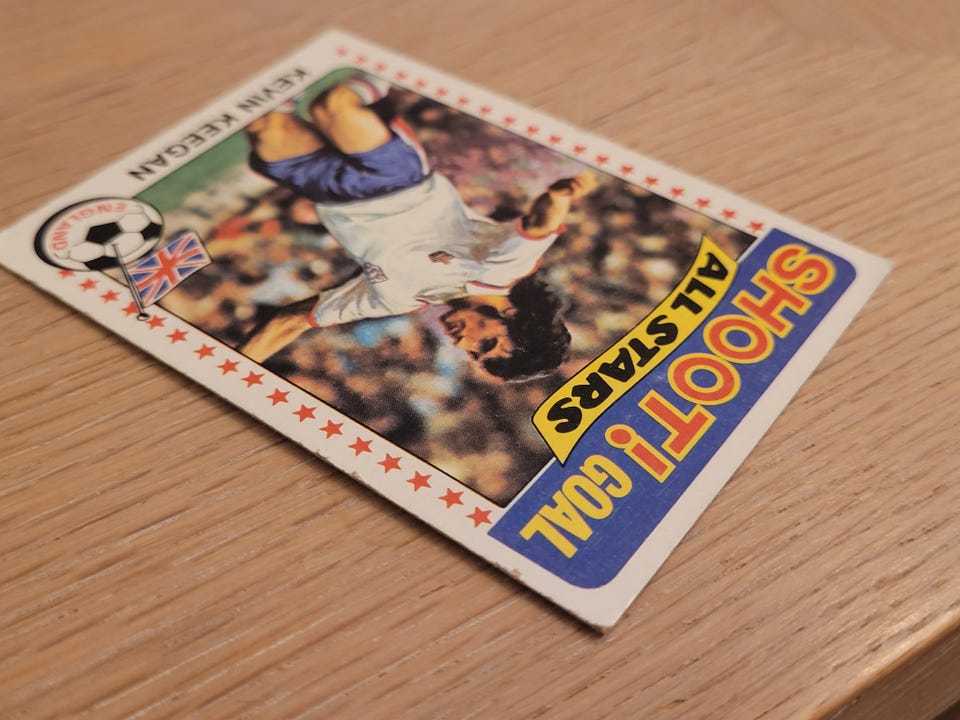 SHOOT! GOAL
ALL STARS
ENGLAND
KEVIN KEEGAN